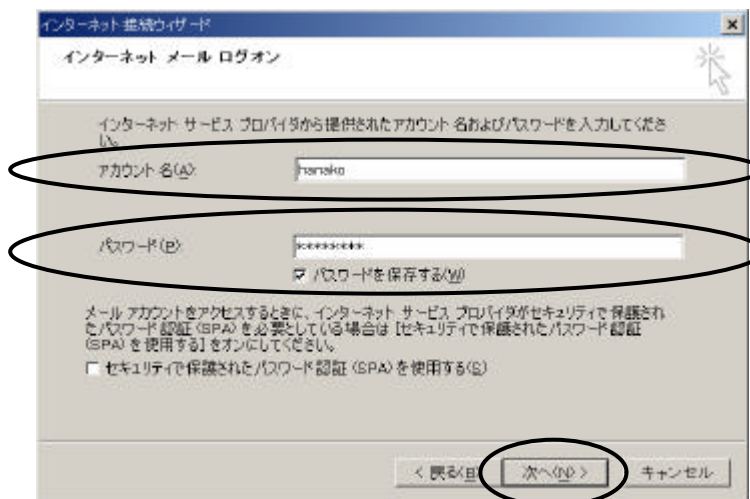 インターネット接続ウィザード
インターネット メール ログオン
インターネット サービス プロバイダから提供されたアカウント名およびパスワードを入力してくださ
い。
アカウント名(A):
hanako
パスワード(P):
*********
パスワードを保存する(W)
メール アカウントをアクセスするときに、インターネット サービス プロバイダがセキュリティで保護され
たパスワード認証 (SPA) を必要としている場合は [セキュリティで保護されたパスワード認証
(SPA) を使用する] をオンにしてください。
セキュリティで保護されたパスワード認証 (SPA) を使用する(S)
< 戻る(B) 次へ(N) > キャンセル